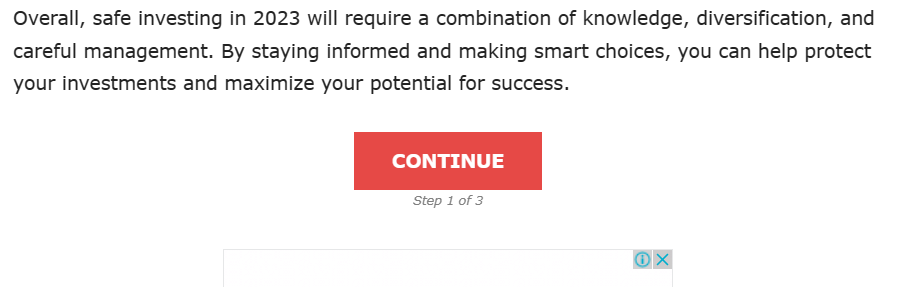 Overall, safe investing in 2023 will require a combination of knowledge, diversification, and
careful management. By staying informed and making smart choices, you can help protect
your investments and maximize your potential for success.
CONTINUE
Step 1 of 3